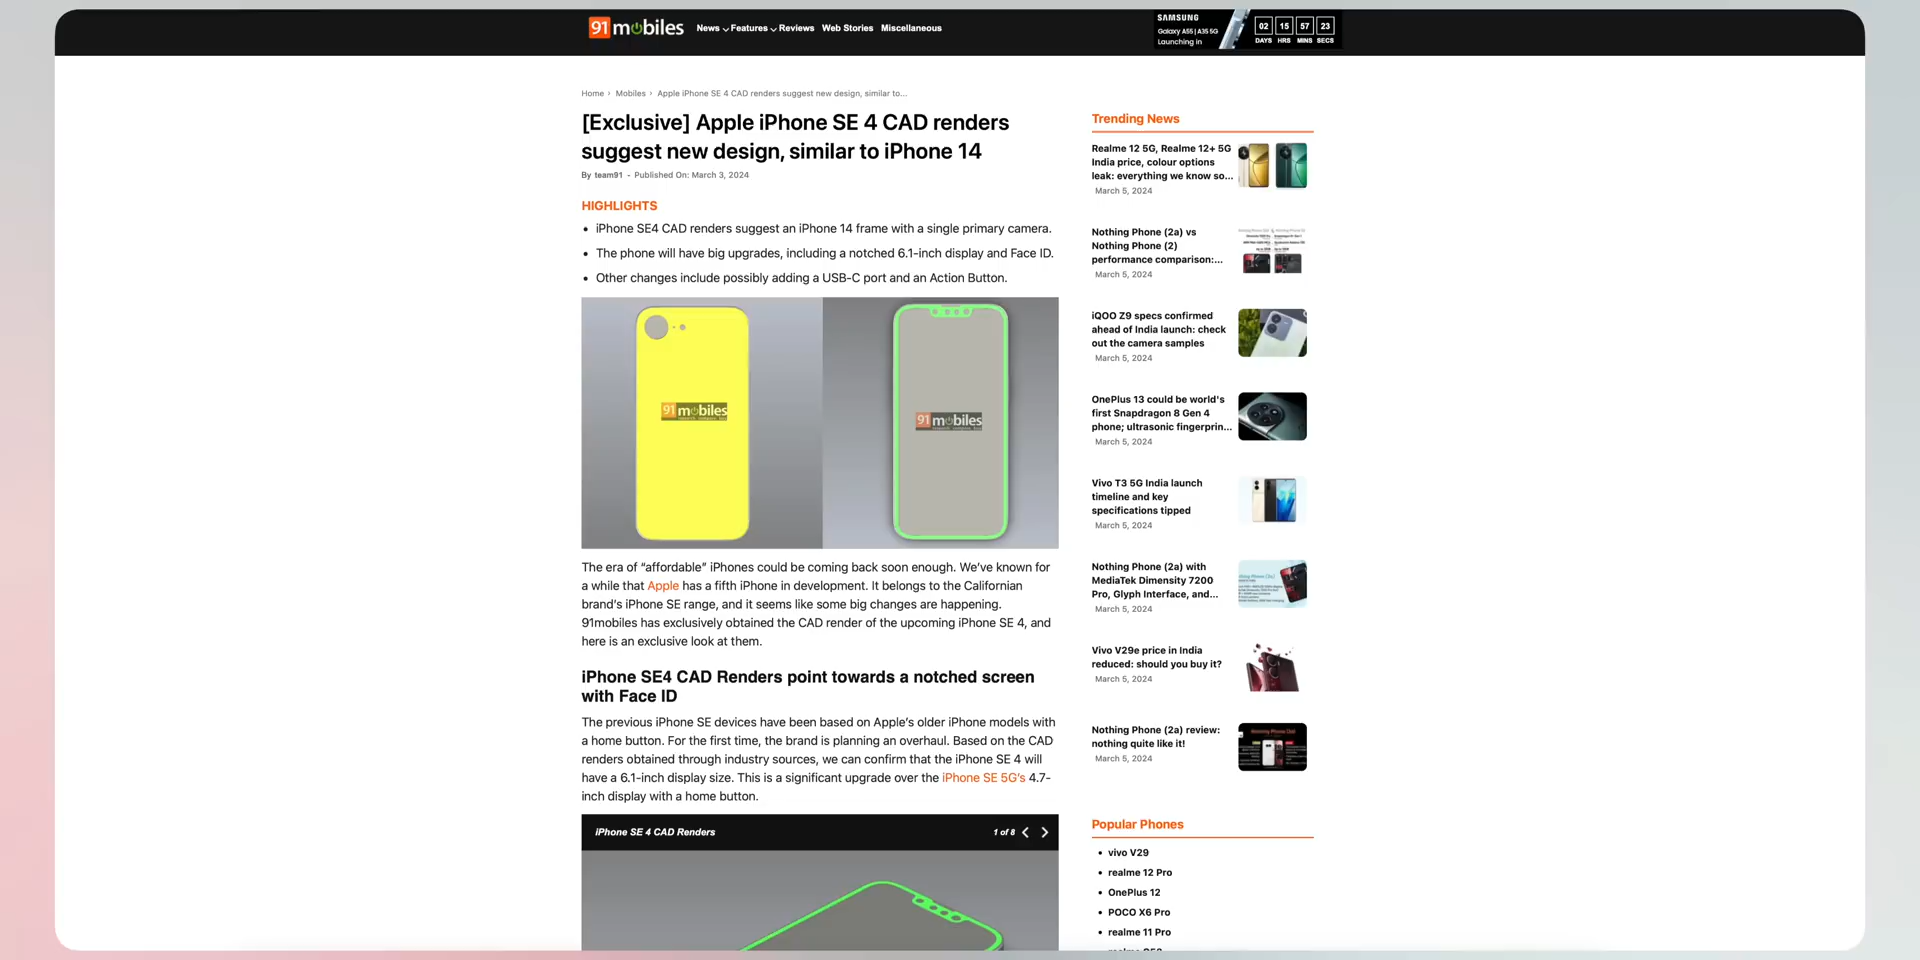 91mobiles
News Features Reviews Web Stories Miscellaneous
SAMSUNG
Galaxy A55 | A35 5G
Launching in
02 15 57 23
DAYS HRS MINS SECS
Home › Mobiles › Apple iPhone SE 4 CAD renders suggest new design, similar to...
[Exclusive] Apple iPhone SE 4 CAD renders
suggest new design, similar to iPhone 14
By team91 - Published On: March 3, 2024
HIGHLIGHTS
• iPhone SE4 CAD renders suggest an iPhone 14 frame with a single primary camera.
• The phone will have big upgrades, including a notched 6.1-inch display and Face ID.
• Other changes include possibly adding a USB-C port and an Action Button.
91mobiles
91mobiles
The era of “affordable” iPhones could be coming back soon enough. We’ve known for
a while that Apple has a fifth iPhone in development. It belongs to the Californian
brand’s iPhone SE range, and it seems like some big changes are happening.
91mobiles has exclusively obtained the CAD render of the upcoming iPhone SE 4, and
here is an exclusive look at them.
iPhone SE4 CAD Renders point towards a notched screen
with Face ID
The previous iPhone SE devices have been based on Apple’s older iPhone models with
a home button. For the first time, the brand is planning an overhaul. Based on the CAD
renders obtained through industry sources, we can confirm that the iPhone SE 4 will
have a 6.1-inch display size. This is a significant upgrade over the iPhone SE 5G’s 4.7-
inch display with a home button.
iPhone SE 4 CAD Renders
1 of 8
Trending News
Realme 12 5G, Realme 12+ 5G
India price, colour options
leak: everything we know so...
March 5, 2024
Nothing Phone (2a) vs
Nothing Phone (2)
performance comparison:...
March 5, 2024
iQOO Z9 specs confirmed
ahead of India launch: check
out the camera samples
March 5, 2024
OnePlus 13 could be world's
first Snapdragon 8 Gen 4
phone; ultrasonic fingerprin...
March 5, 2024
Vivo T3 5G India launch
timeline and key
specifications tipped
March 5, 2024
Nothing Phone (2a) with
MediaTek Dimensity 7200
Pro, Glyph Interface, and...
March 5, 2024
Vivo V29e price in India
reduced: should you buy it?
March 5, 2024
Nothing Phone (2a) review:
nothing quite like it!
March 5, 2024
Popular Phones
• vivo V29
• realme 12 Pro
• OnePlus 12
• POCO X6 Pro
• realme 11 Pro